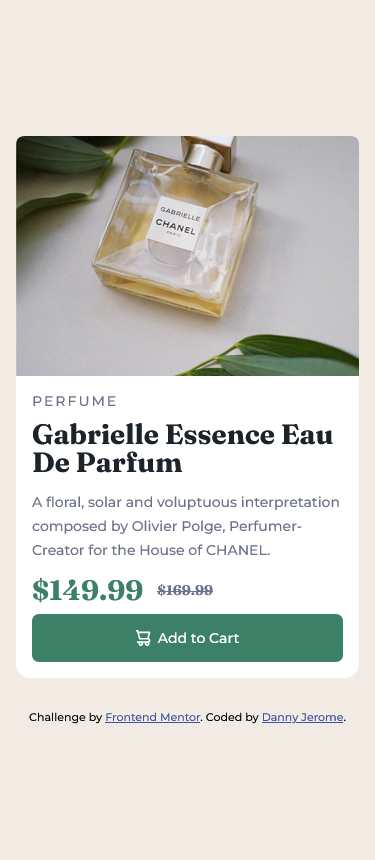 GABRIELLE
CHANEL
PARIS
PERFUME
Gabrielle Essence Eau
De Parfum
A floral, solar and voluptuous interpretation
composed by Olivier Polge, Perfumer-
Creator for the House of CHANEL.
$149.99 $169.99
Add to Cart
Challenge by Frontend Mentor. Coded by Danny Jerome.